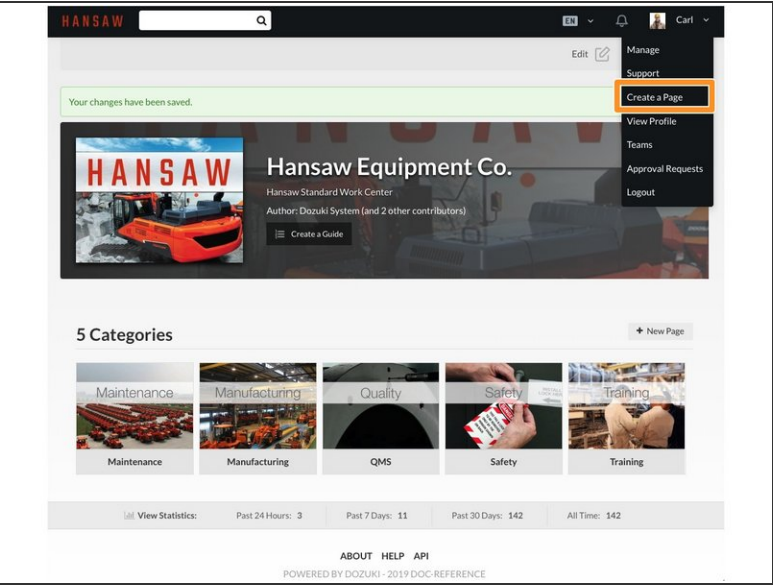 HANSAW
EN
Carl
Edit
Manage
Support
Create a Page
View Profile
Teams
Approval Requests
Logout
Your changes have been saved.
HANSAW
Hansaw Equipment Co.
Hansaw Standard Work Center
Author: Dozuki System (and 2 other contributors)
Create a Guide
5 Categories
+ New Page
Maintenance Manufacturing Quality Safety Training
Maintenance Manufacturing QMS Safety Training
View Statistics: Past 24 Hours: 3 Past 7 Days: 11 Past 30 Days: 142 All Time: 142
ABOUT HELP API
POWERED BY DOZUKI - 2019 DOC-REFERENCE